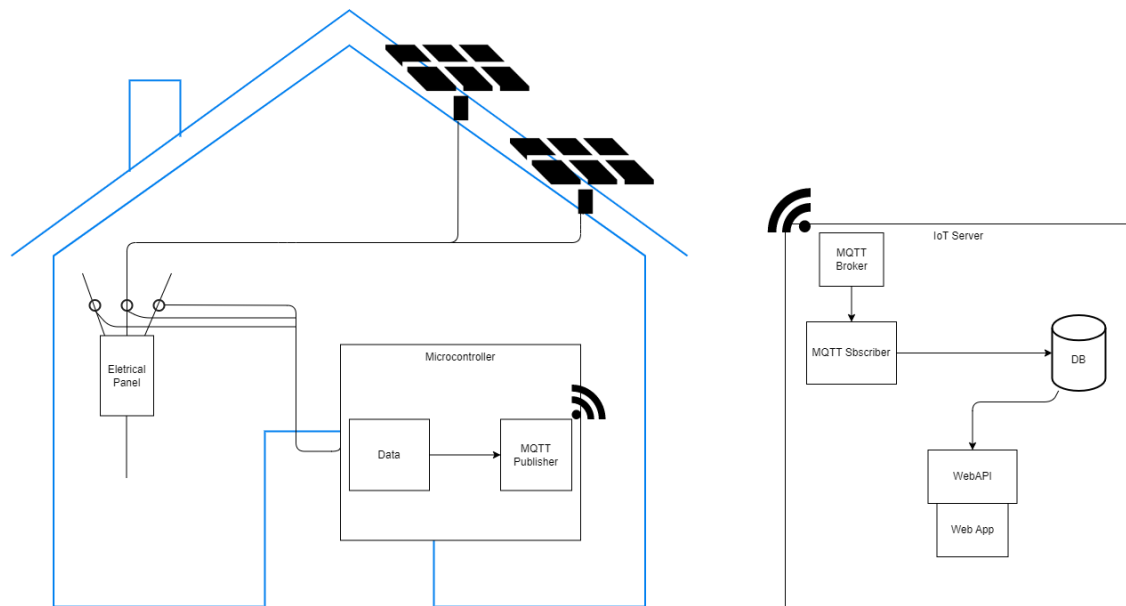 IoT Server
MQTT
Broker
Eletrical
Panel
Microcontroller
MQTT Sbscriber
DB
Data
MQTT
Publisher
WebAPI
Web App